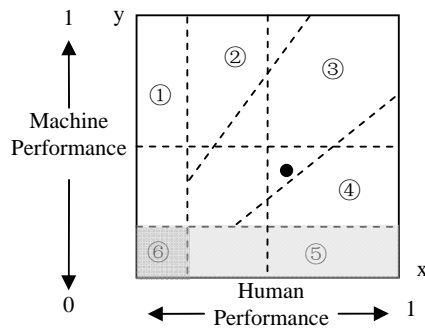 1 y
①
②
③
Machine
Performance
④
⑥
⑤
x
0
Human
Performance
1